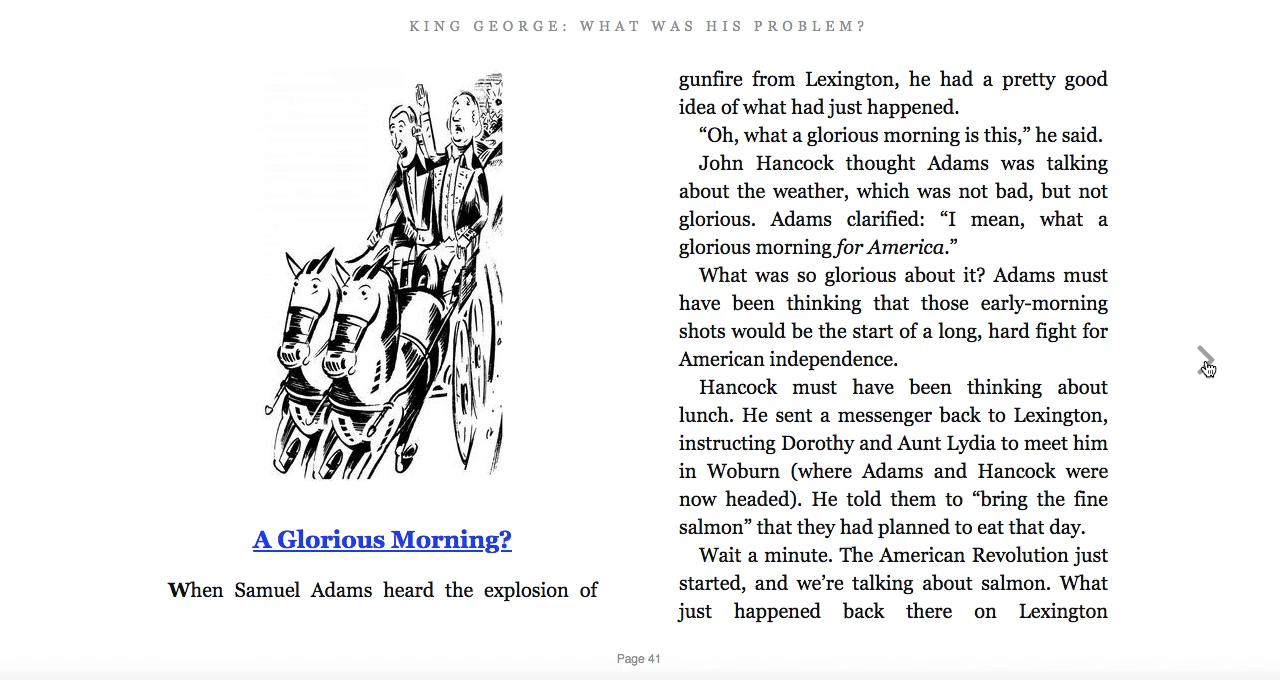 KING GEORGE: WHAT WAS HIS PROBLEM?
A Glorious Morning?
When Samuel Adams heard the explosion of
gunfire from Lexington, he had a pretty good
idea of what had just happened.
“Oh, what a glorious morning is this,” he said.
John Hancock thought Adams was talking
about the weather, which was not bad, but not
glorious. Adams clarified: “I mean, what a
glorious morning for America.”
What was so glorious about it? Adams must
have been thinking that those early-morning
shots would be the start of a long, hard fight for
American independence.
Hancock must have been thinking about
lunch. He sent a messenger back to Lexington,
instructing Dorothy and Aunt Lydia to meet him
in Woburn (where Adams and Hancock were
now headed). He told them to “bring the fine
salmon” that they had planned to eat that day.
Wait a minute. The American Revolution just
started, and we’re talking about salmon. What
just happened back there on Lexington
Page 41